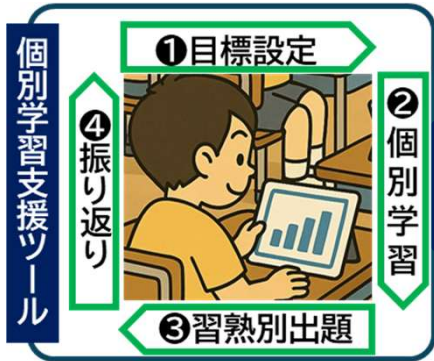 個別学習支援ツール
❶目標設定
❷個別学習
❸習熟別出題
❹振り返り